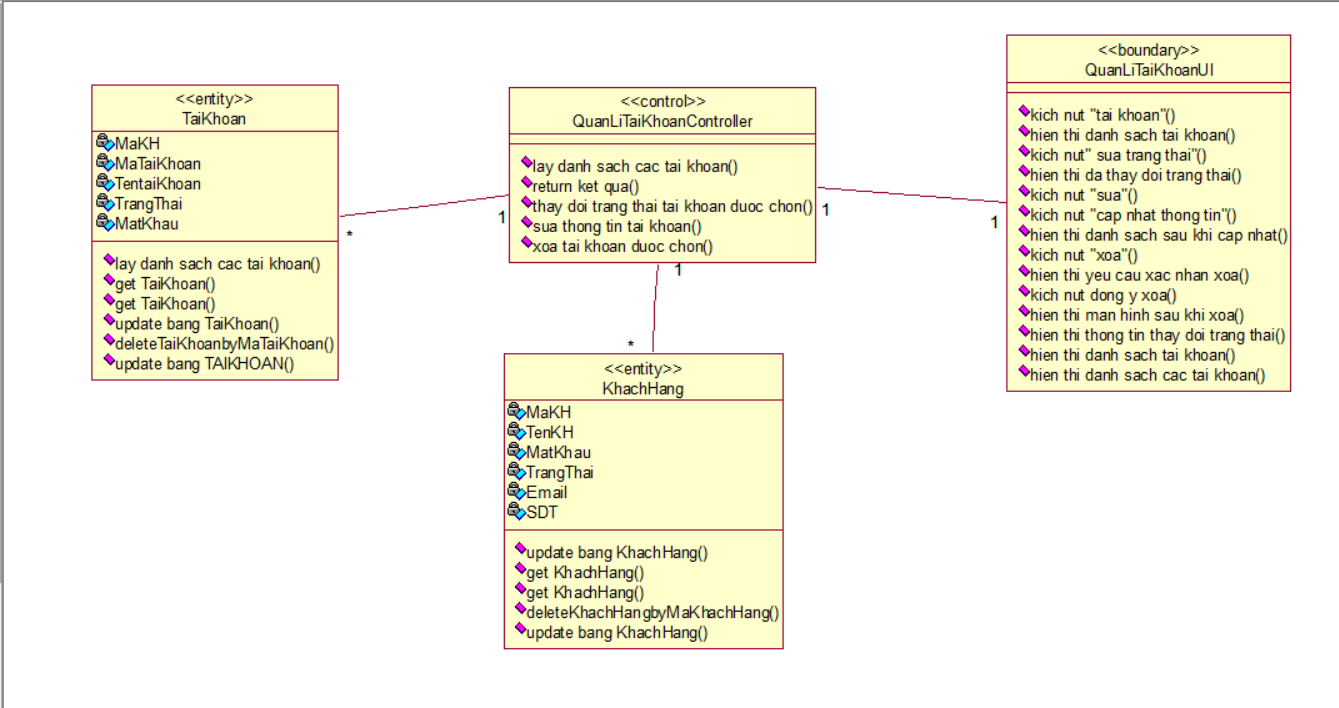 <<entity>>
TaiKhoan
MaKH
MaTaiKhoan
TentaiKhoan
TrangThai
MatKhau
lay danh sach cac tai khoan()
get TaiKhoan()
get TaiKhoan()
update bang TaiKhoan()
deleteTaiKhoanbyMaTaiKhoan()
update bang TAIKHOAN()
*
1
<<control>>
QuanLiTaiKhoanController
lay danh sach cac tai khoan()
return ket qua()
thay doi trang thai tai khoan duoc chon()
sua thong tin tai khoan()
xoa tai khoan duoc chon()
1
1
<<boundary>>
QuanLiTaiKhoanUI
kich nut "tai khoan"()
hien thi danh sach tai khoan()
kich nut" sua trang thai"()
hien thi da thay doi trang thai()
kich nut "sua"()
kich nut "cap nhat thong tin"()
hien thi danh sach sau khi cap nhat()
kich nut "xoa"()
hien thi yeu cau xac nhan xoa()
kich nut dong y xoa()
hien thi man hinh sau khi xoa()
hien thi thong tin thay doi trang thai()
hien thi danh sach tai khoan()
hien thi danh sach cac tai khoan()
1
*
<<entity>>
KhachHang
MaKH
TenKH
MatKhau
TrangThai
Email
SDT
update bang KhachHang()
get KhachHang()
get KhachHang()
deleteKhachHangbyMaKhachHang()
update bang KhachHang()